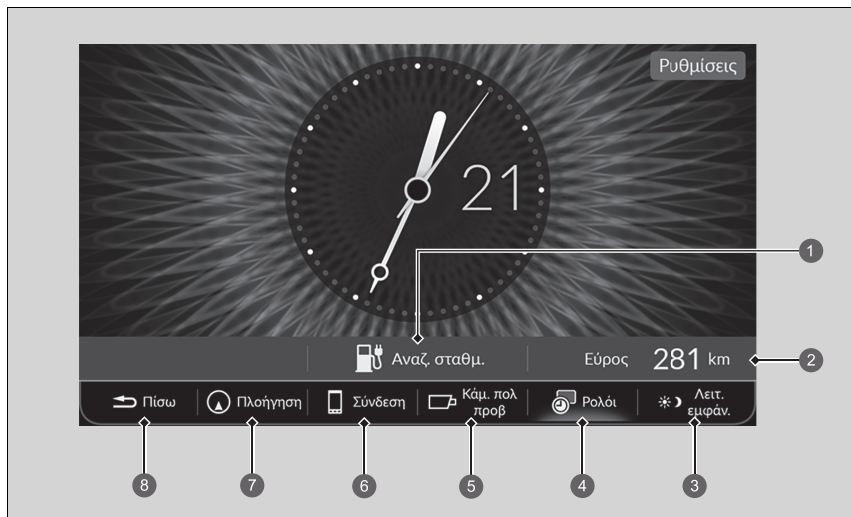 Ρυθμίσεις
21
1
Αναζ. σταθμ.
Εύρος 281 km
2
Πίσω
Πλοήγηση
Σύνδεση
Κάμ. πολ
προβ
Ρολόι
Λειτ.
εμφάν.
8
7
6
5
4
3